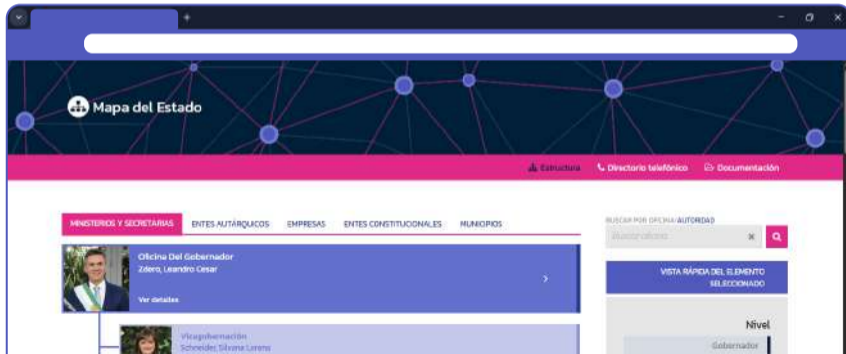 Mapa del Estado
Estructura
Directorio telefónico
Documentación
MINISTERIOS Y SECRETARIAS
ENTES AUTÁRQUICOS
EMPRESAS
ENTES CONSTITUCIONALES
MUNICIPIOS
BUSCAR POR OFICINA/AUTORIDAD
Buscar oficina
Oficina Del Gobernador
Zdero, Leandro Cesar
Ver detalles
VISTA RÁPIDA DEL ELEMENTO
SELECCIONADO
Nivel
Gobernador
Vicegobernación
Schneider, Silvana Lorena